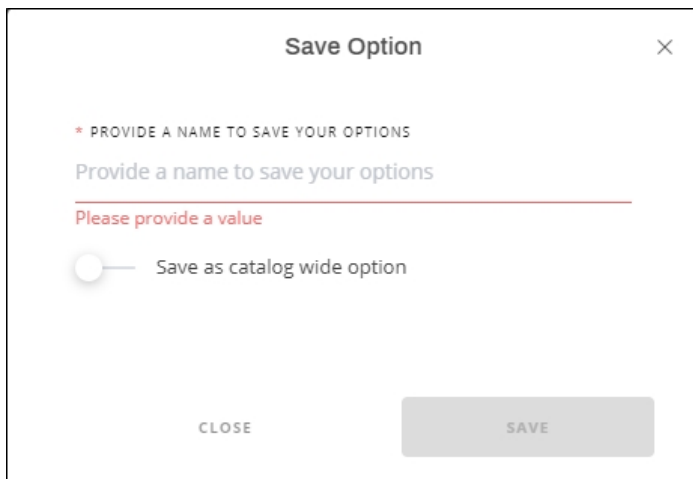 Save Option
* PROVIDE A NAME TO SAVE YOUR OPTIONS
Provide a name to save your options
Please provide a value
Save as catalog wide option
CLOSE
SAVE